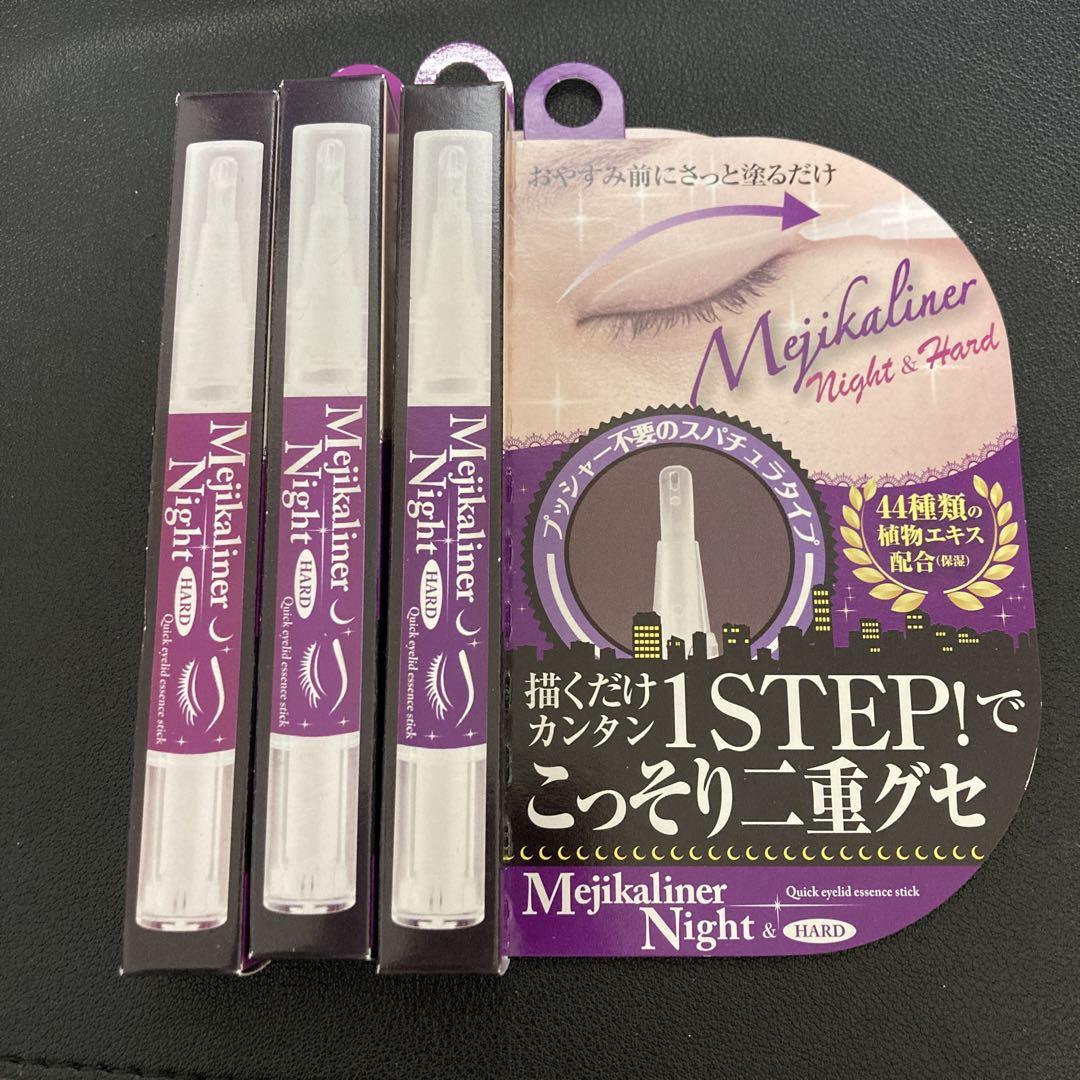 Mejikaliner
Night
HARD
Quick eyelid essence stick
Mejikaliner
Night
HARD
Quick eyelid essence stick
Mejikaliner
Night
HARD
Quick eyelid essence stick
おやすみ前にさっと塗るだけ
Mejikaliner
Night & Hard
プッシャー不要のスパチュラタイプ
44種類の
植物エキス
配合(保湿)
描くだけ
カンタン
1STEP!で
こっそり二重グセ
Mejikaliner
Quick eyelid essence stick
Night & HARD